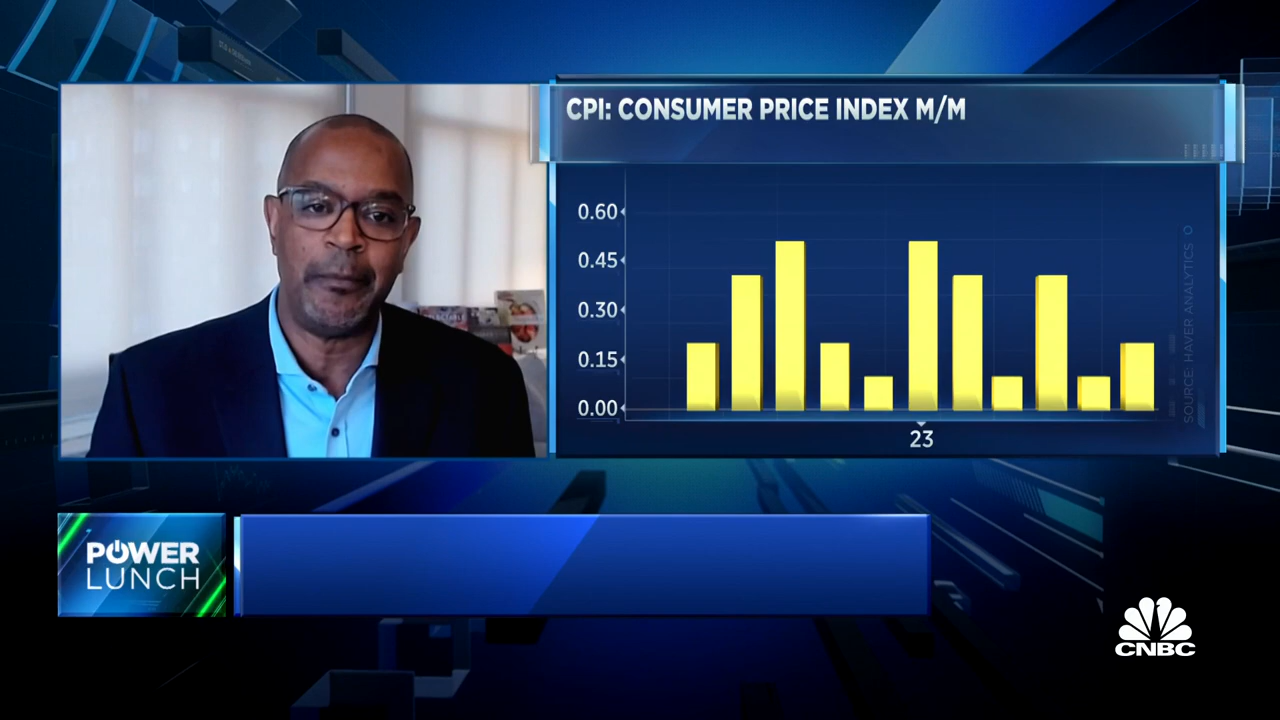 CPI: CONSUMER PRICE INDEX M/M
0.60
0.45
0.30
0.15
0.00
23
SOURCE: HAVER ANALYTICS
POWER
LUNCH
CNBC